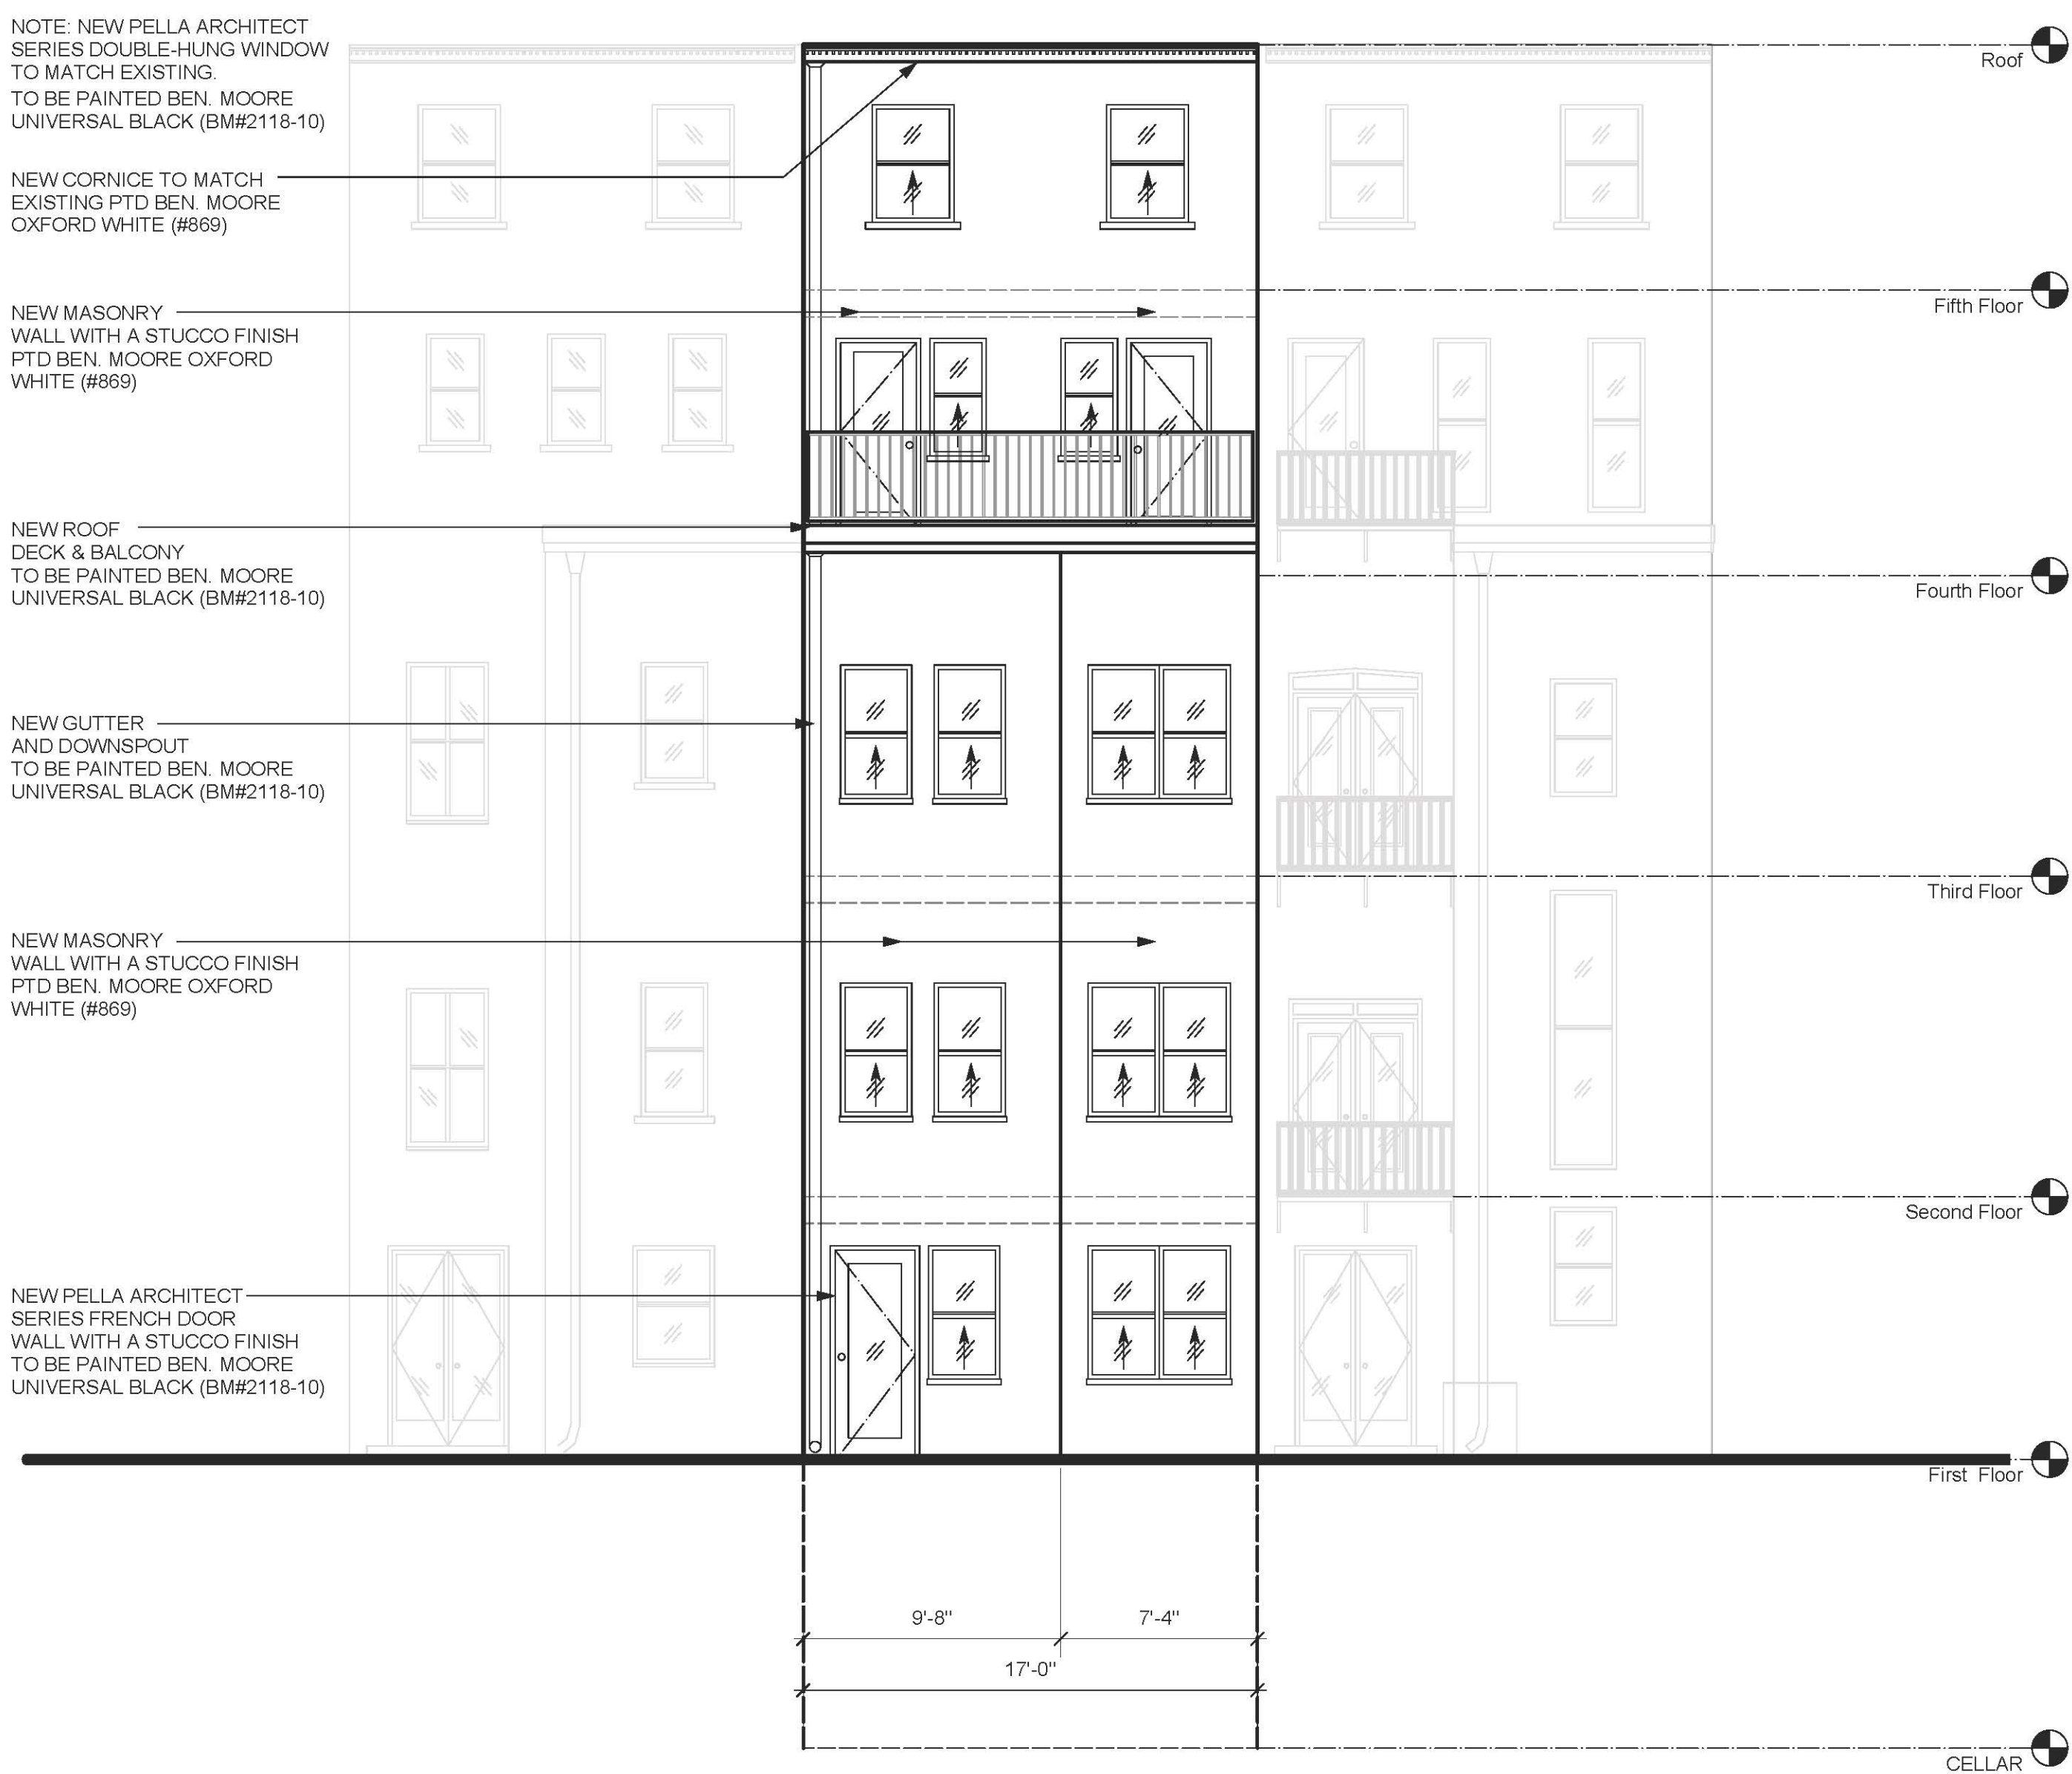 NOTE: NEW PELLA ARCHITECT
SERIES DOUBLE-HUNG WINDOW
TO MATCH EXISTING.
TO BE PAINTED BEN. MOORE
UNIVERSAL BLACK (BM#2118-10)
NEW CORNICE TO MATCH
EXISTING PTD BEN. MOORE
OXFORD WHITE (#869)
NEW MASONRY
WALL WITH A STUCCO FINISH
PTD BEN. MOORE OXFORD
WHITE (#869)
NEW ROOF
DECK & BALCONY
TO BE PAINTED BEN. MOORE
UNIVERSAL BLACK (BM#2118-10)
NEW GUTTER
AND DOWNSPOUT
TO BE PAINTED BEN. MOORE
UNIVERSAL BLACK (BM#2118-10)
NEW MASONRY
WALL WITH A STUCCO FINISH
PTD BEN. MOORE OXFORD
WHITE (#869)
NEW PELLA ARCHITECT
SERIES FRENCH DOOR
WALL WITH A STUCCO FINISH
TO BE PAINTED BEN. MOORE
UNIVERSAL BLACK (BM#2118-10)
Roof
Fifth Floor
Fourth Floor
Third Floor
Second Floor
First Floor
CELLAR
9'-8"
7'-4"
17'-0"